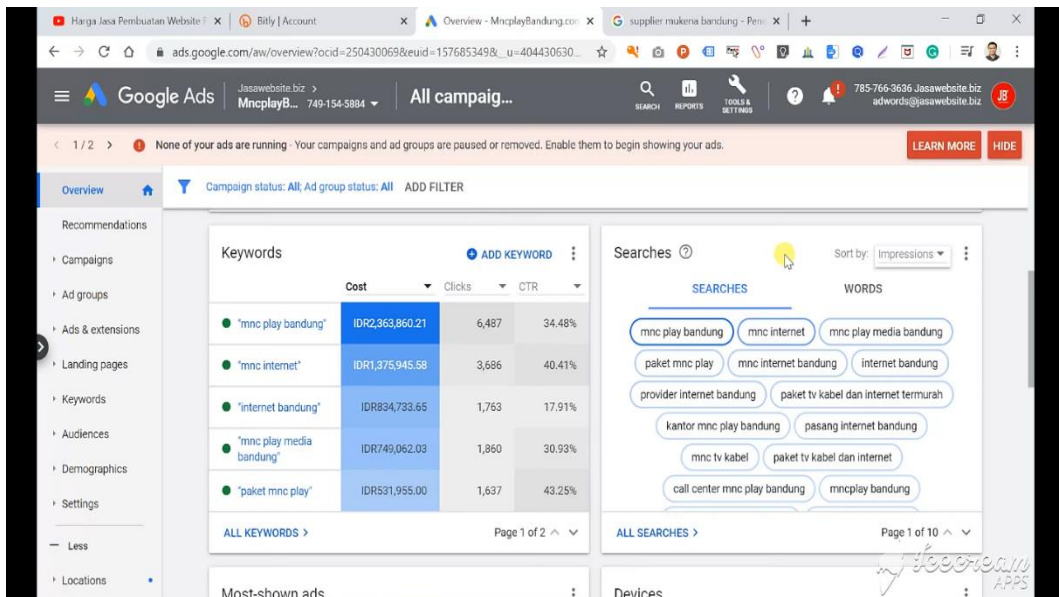 Harga Jasa Pembuatan Website F
Bitly | Account
Overview - MncplayBandung.com
supplier mukena bandung - Pene
ads.google.com/aw/overview?ocid=250430069&euid=157685349&_u=404430630...
Google Ads
Jasawebsite.biz >
MncplayB... 749-154-5884
All campaig...
SEARCH
REPORTS
TOOLS & SETTINGS
785-766-3636 Jasawebsite.biz
adwords@jasawebsite.biz
1/2
None of your ads are running - Your campaigns and ad groups are paused or removed. Enable them to begin showing your ads.
LEARN MORE
HIDE
Overview
Recommendations
Campaigns
Ad groups
Ads & extensions
Landing pages
Keywords
Audiences
Demographics
Settings
Less
Locations
Campaign status: All; Ad group status: All ADD FILTER
Keywords
ADD KEYWORD
Cost Clicks CTR
"mnc play bandung" IDR2,363,860.21 6,487 34.48%
"mnc internet" IDR1,375,945.58 3,686 40.41%
"internet bandung" IDR834,733.65 1,763 17.91%
"mnc play media
bandung" IDR749,062.03 1,860 30.93%
"paket mnc play" IDR531,955.00 1,637 43.25%
ALL KEYWORDS >
Page 1 of 2
Searches
Sort by: Impressions
SEARCHES WORDS
mnc play bandung mnc internet mnc play media bandung
paket mnc play mnc internet bandung internet bandung
provider internet bandung paket tv kabel dan internet termurah
kantor mnc play bandung pasang internet bandung
mnc tv kabel paket tv kabel dan internet
call center mnc play bandung mncplay bandung
ALL SEARCHES >
Page 1 of 10
Most-shown ads
Devices
Icecream
APPS